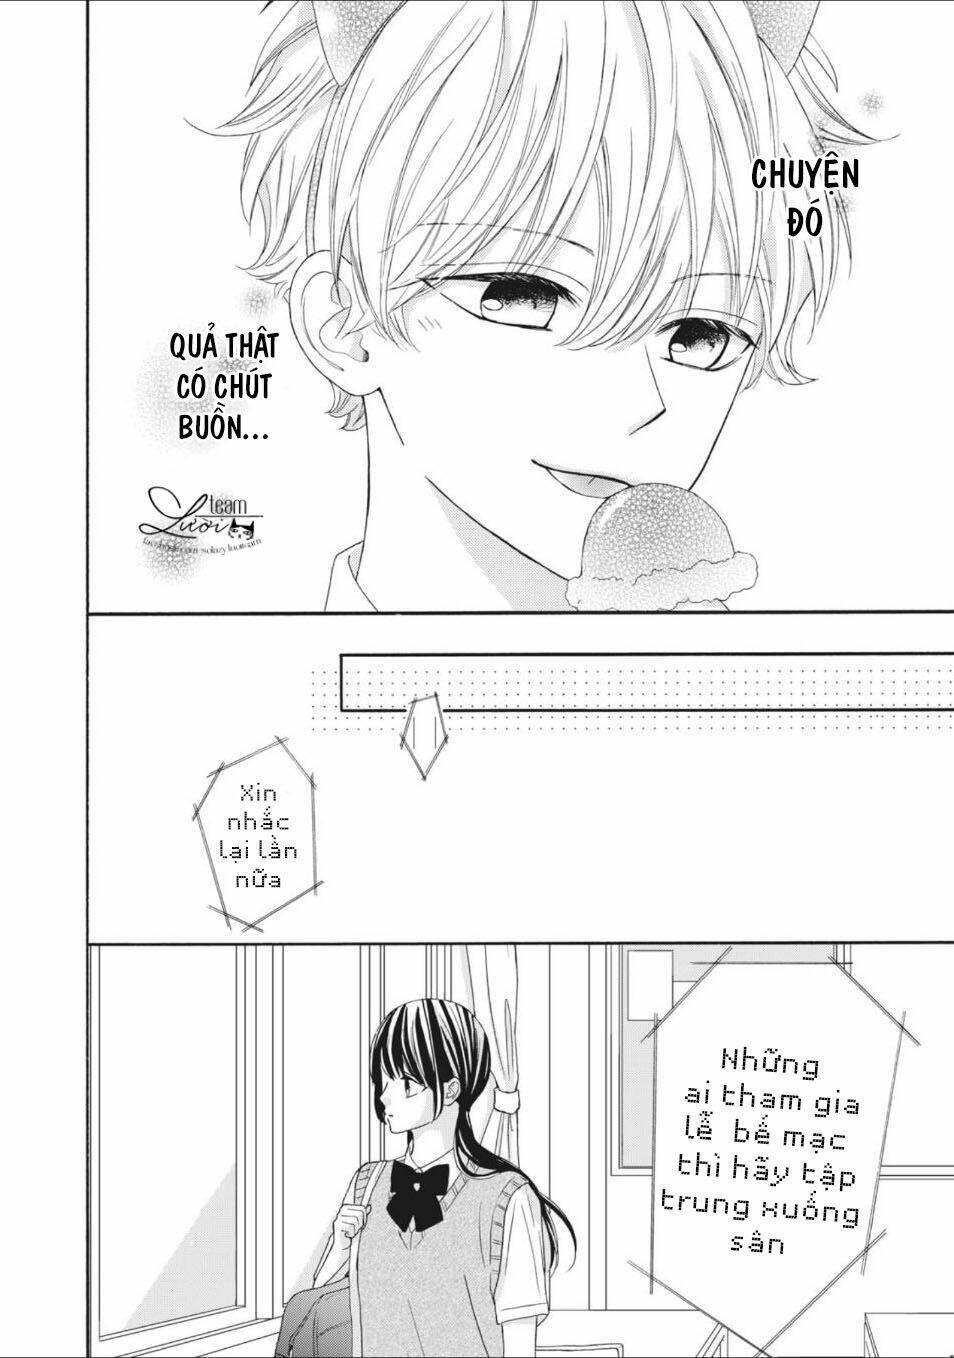 CHUYỆN
ĐÓ
QUẢ THẬT
CÓ CHÚT
BUỒN...
team
Lười
Xin
nhắc
lại lần
nữa
Những
ai tham gia
lễ bế mạc
thì hãy tập
trung xuống
sân